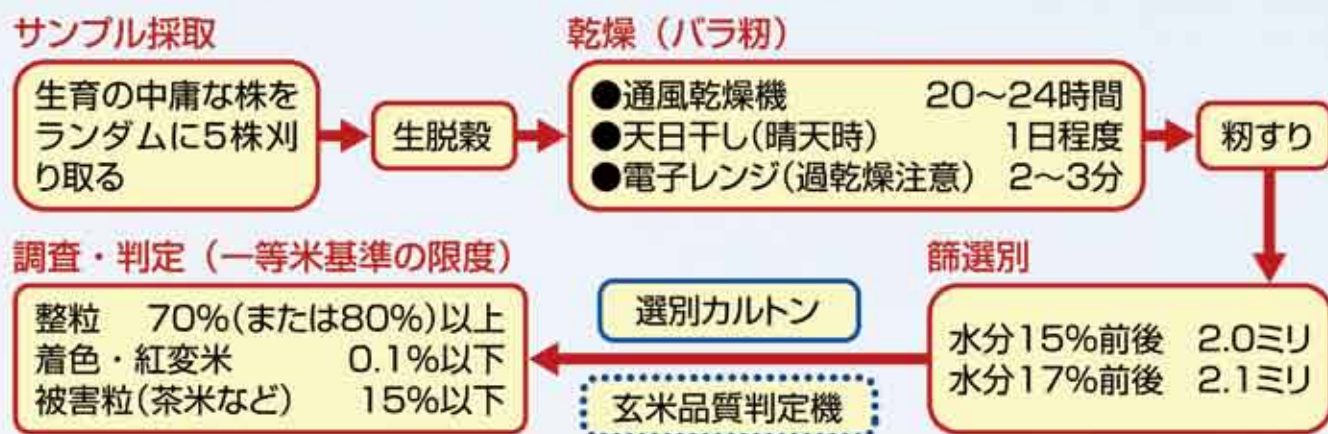 サンプル採取
生育の中庸な株を
ランダムに5株刈
り取る
生脱穀
乾燥（バラ籾）
●通風乾燥機　20〜24時間
●天日干し(晴天時)　1日程度
●電子レンジ(過乾燥注意)　2〜3分
籾すり
篩選別
水分15%前後　2.0ミリ
水分17%前後　2.1ミリ
選別カルトン
玄米品質判定機
調査・判定（一等米基準の限度）
整粒　70%(または80%)以上
着色・紅変米　0.1%以下
被害粒(茶米など)　15%以下